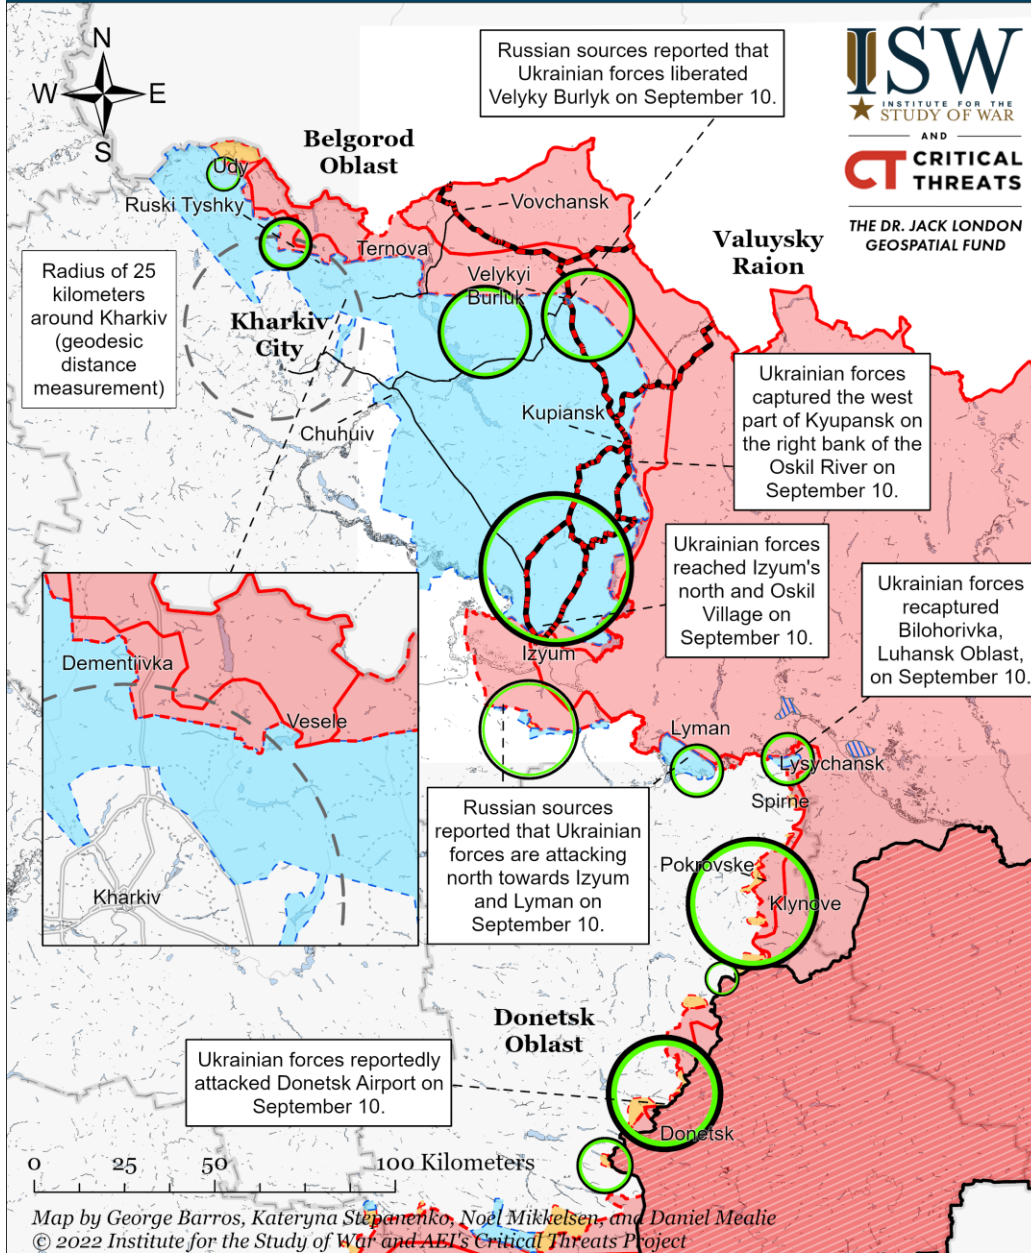 N
W
E
S
Russian sources reported that
Ukrainian forces liberated
Velyky Burlyk on September 10.
ISW
INSTITUTE FOR THE
STUDY OF WAR
AND
CT CRITICAL
THREATS
THE DR. JACK LONDON
GEOSPATIAL FUND
Belgorod
Oblast
Udy
Ruski Tyshky
Ternova
Vovchansk
Velykyi
Burluk
Valuysky
Raion
Radius of 25
kilometers
around Kharkiv
(geodesic
distance
measurement)
Kharkiv
City
Chuhuiv
Kupiansk
Ukrainian forces
captured the west
part of Kyupansk on
the right bank of the
Oskil River on
September 10.
Ukrainian forces
reached Izyum's
north and Oskil
Village on
September 10.
Ukrainian forces
recaptured
Bilohorivka,
Luhansk Oblast,
on September 10.
Izyum
Dementiivka
Vesele
Kharkiv
Lyman
Lysychansk
Spirne
Russian sources
reported that Ukrainian
forces are attacking
north towards Izyum
and Lyman on
September 10.
Pokrovske
Klynove
Donetsk
Oblast
Ukrainian forces reportedly
attacked Donetsk Airport on
September 10.
Donetsk
0 25 50 100 Kilometers
Map by George Barros, Kateryna Stepanenko, Noel Mikkelsen, and Daniel Mealie
© 2022 Institute for the Study of War and AEI's Critical Threats Project